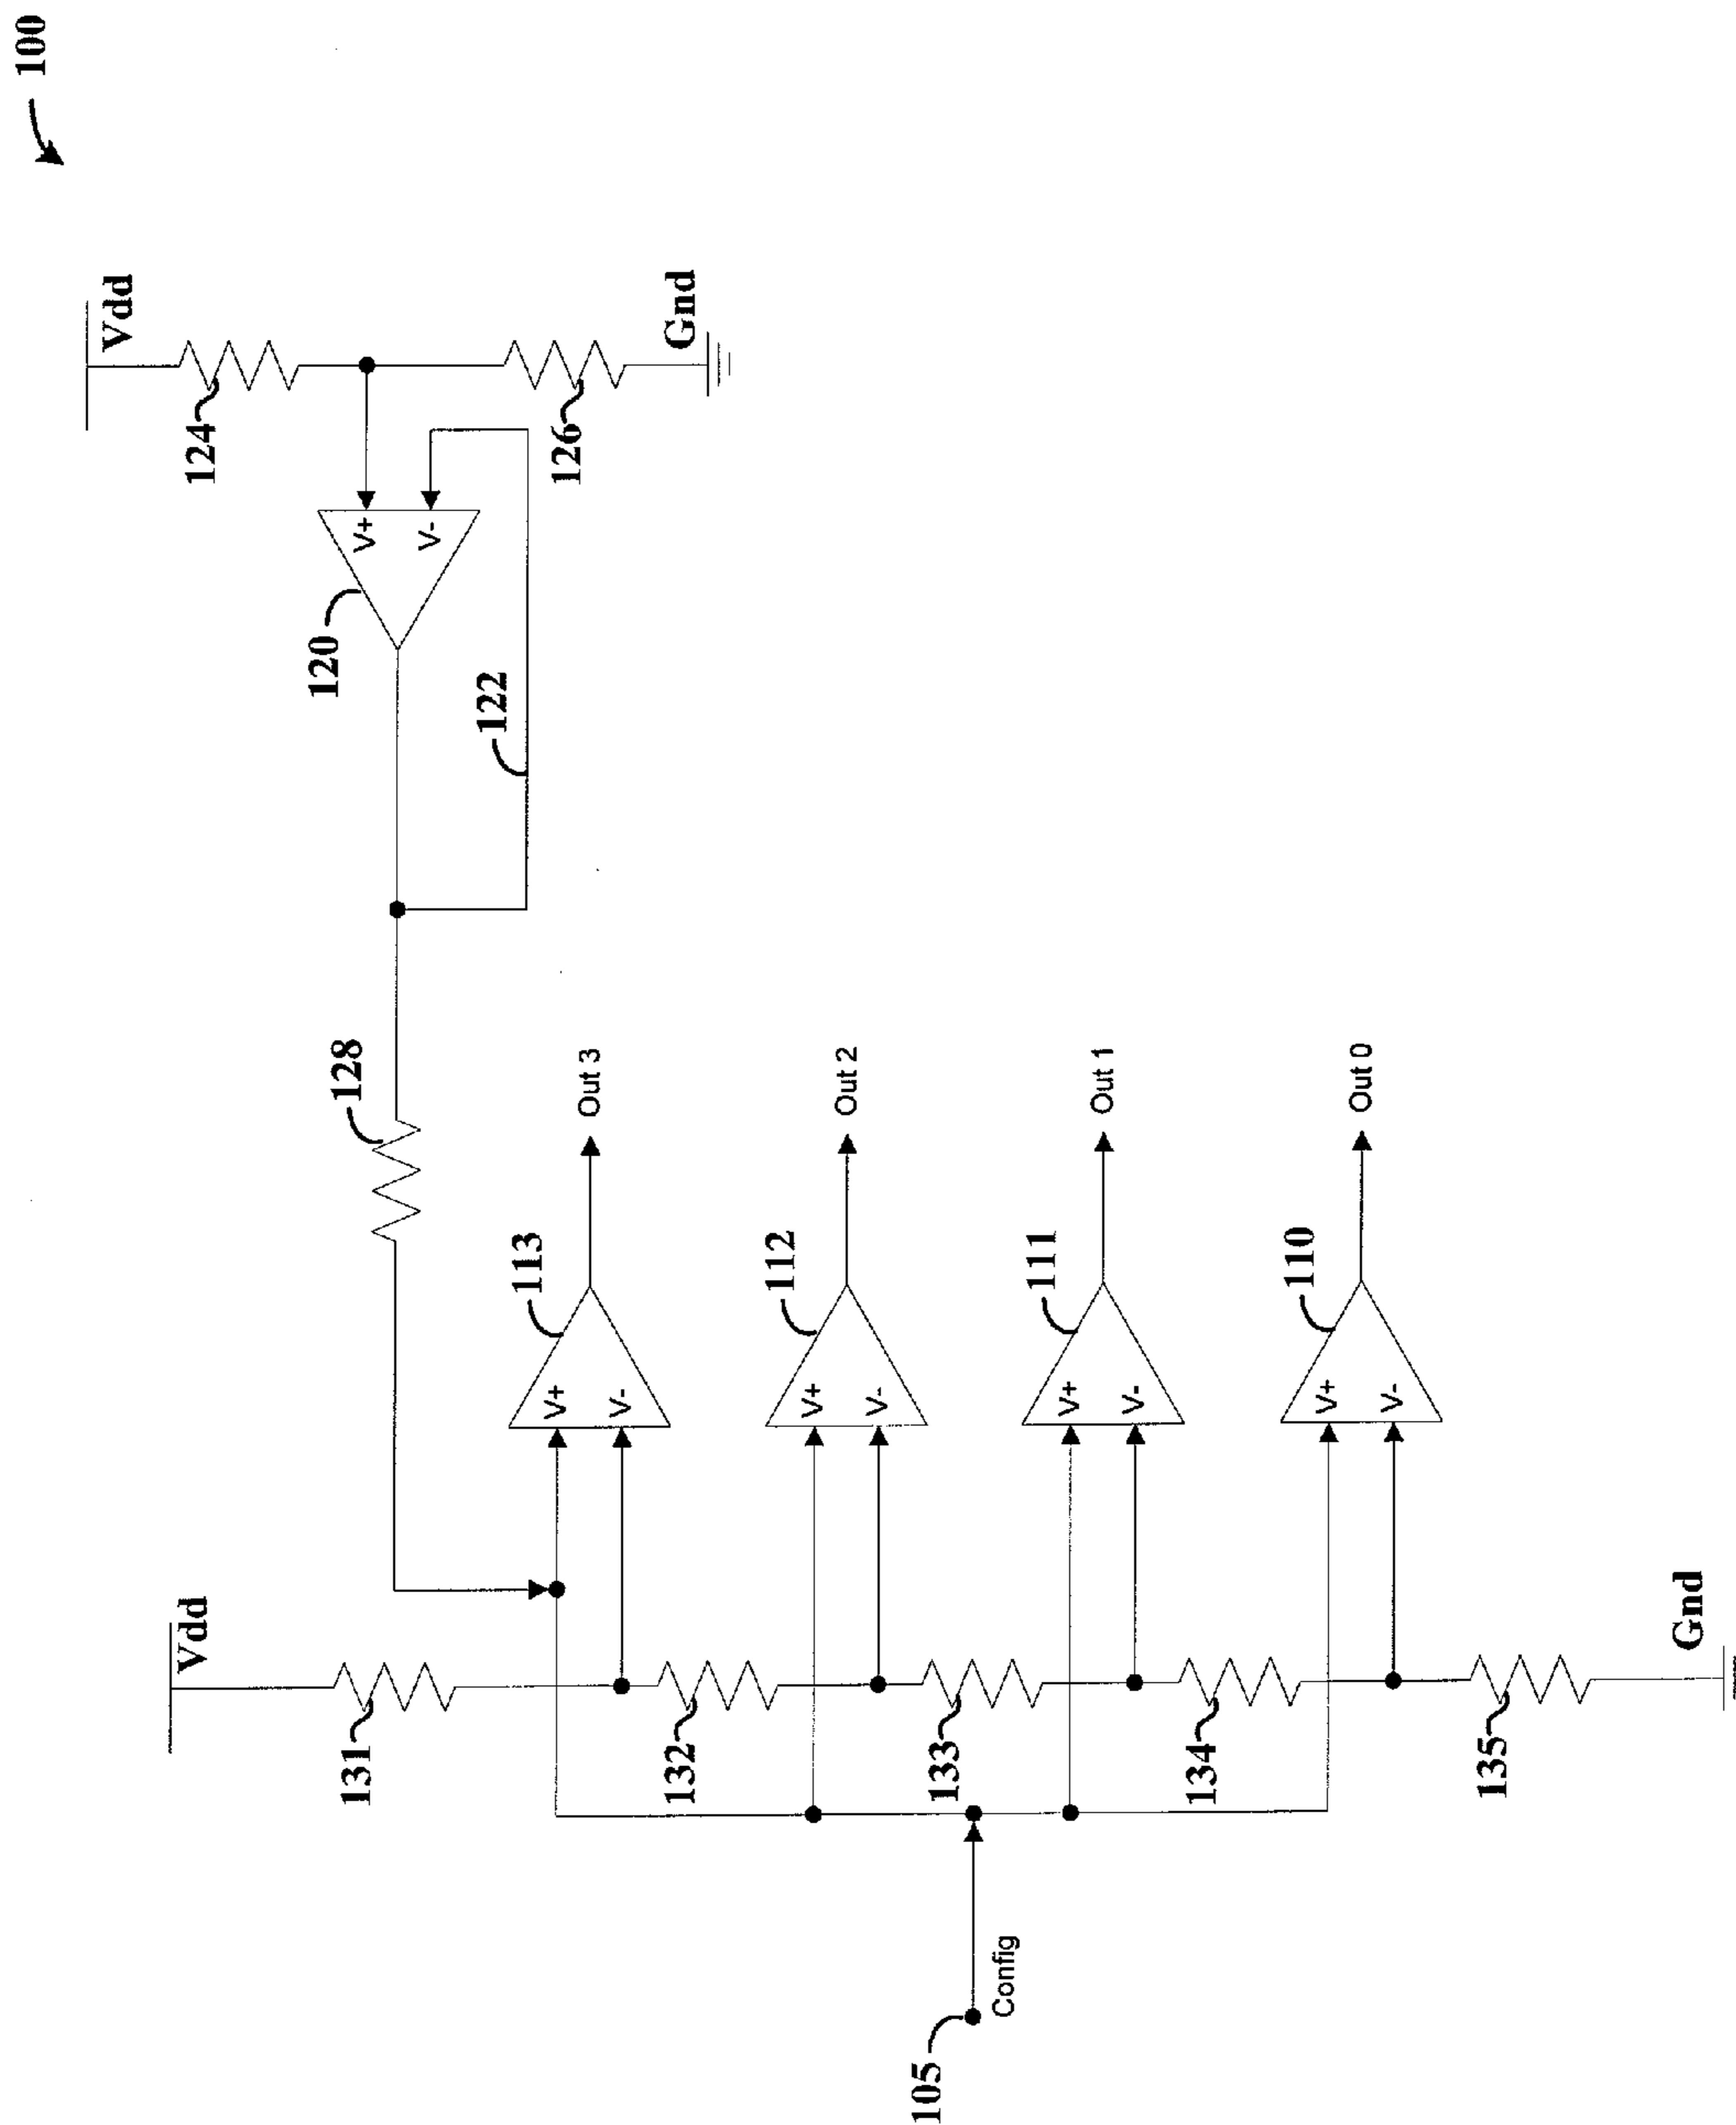 100
Vdd
124
V+
V-
120
126
Gnd
122
128
Vdd
131
113
V+
V-
Out 3
132
112
V+
V-
Out 2
133
111
V+
V-
Out 1
134
110
V+
V-
Out 0
135
Gnd
105
Config